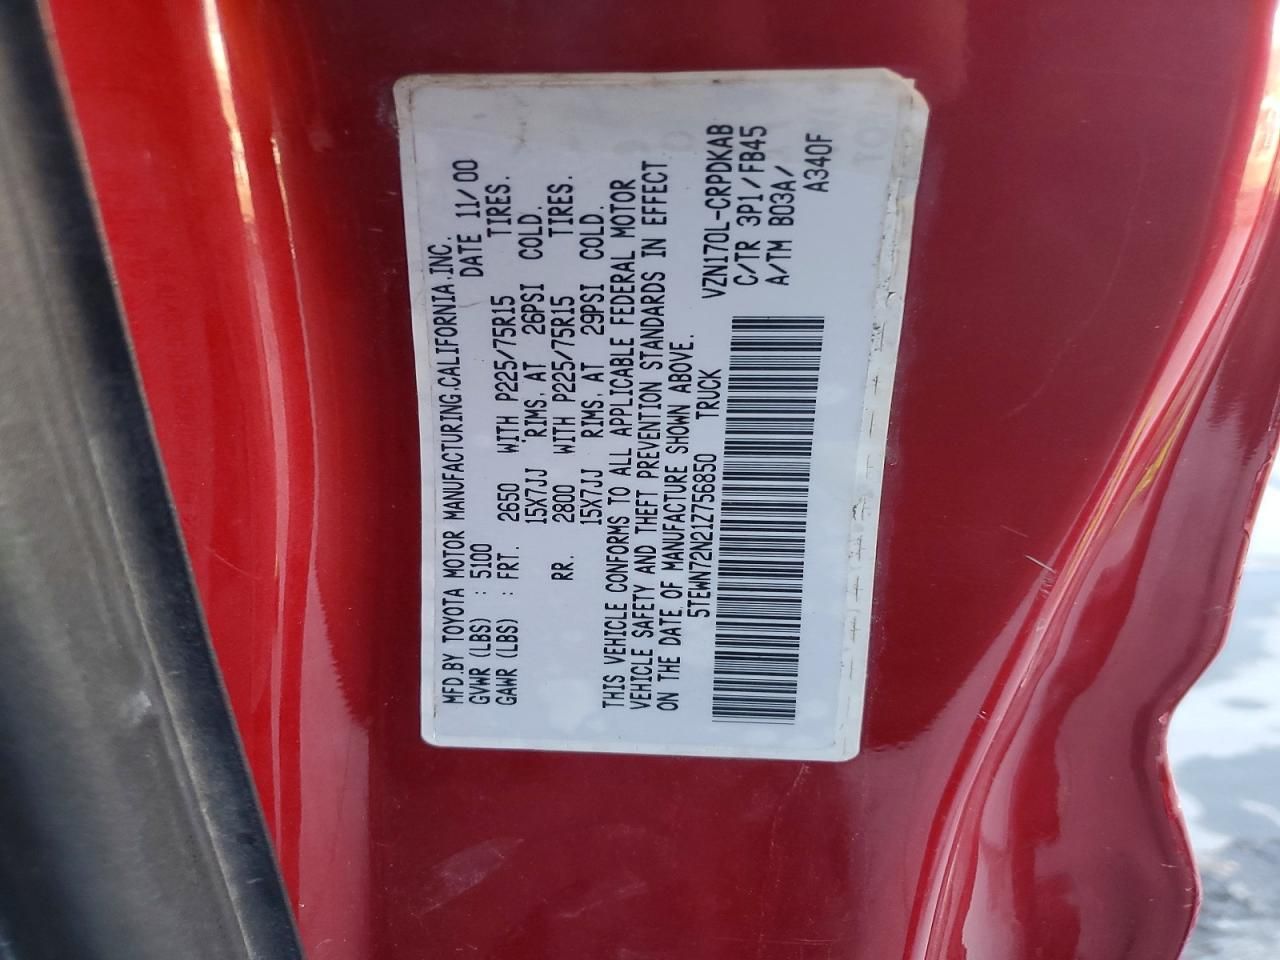 MFD.BY TOYOTA MOTOR MANUFACTURING.CALIFORNIA,INC.
GVWR (LBS) : 5100 DATE 11/00
GAWR (LBS) : FRT. 2650 WITH P225/75R15 TIRES.
15X7JJ RIMS, AT 26PSI COLD.
RR. 2800 WITH P225/75R15 TIRES.
15X7JJ RIMS, AT 29PSI COLD.
THIS VEHICLE CONFORMS TO ALL APPLICABLE FEDERAL MOTOR
VEHICLE SAFETY AND THEFT PREVENTION STANDARDS IN EFFECT
ON THE DATE OF MANUFACTURE SHOWN ABOVE.
5TEWN72N21Z756850 TRUCK
VZN170L-CRPDKAB
C/TR 3P1/FB45
A/TM B03A/
A340F